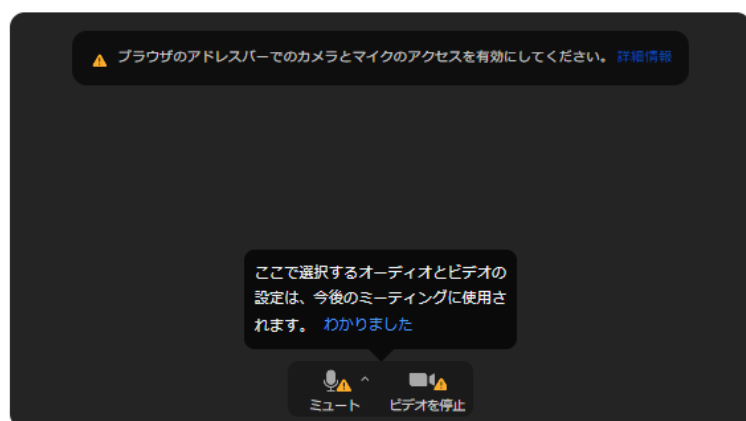 ブラウザのアドレスバーでのカメラとマイクのアクセスを有効にしてください。 詳細情報
ここで選択するオーディオとビデオの
設定は、今後のミーティングに使用さ
れます。 わかりました
ミュート ビデオを停止